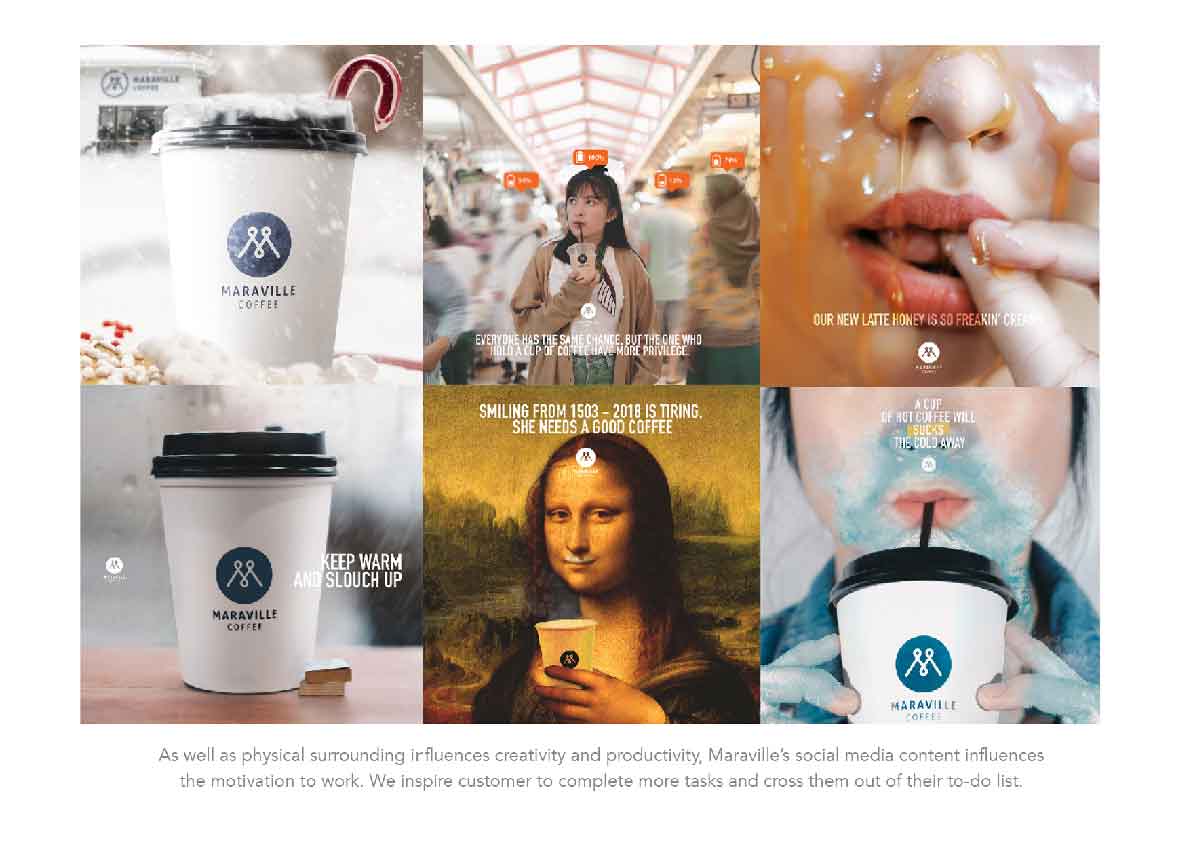 MARAVILLE
COFFEE
MARAVILLE
COFFEE
EVERYONE HAS THE SAME CHANCE, BUT THE ONE WHO
HOLD A CUP OF COFFEE HAVE MORE PRIVILEGE.
OUR NEW LATTE HONEY IS SO FREAKIN' CREAMY
KEEP WARM
AND SLOUCH UP
MARAVILLE
COFFEE
SMILING FROM 1503 – 2018 IS TIRING.
SHE NEEDS A GOOD COFFEE
A CUP
OF HOT COFFEE WILL
SUCKS
THE COLD AWAY
MARAVILLE
COFFEE
As well as physical surrounding influences creativity and productivity, Maraville's social media content influences
the motivation to work. We inspire customer to complete more tasks and cross them out of their to-do list.